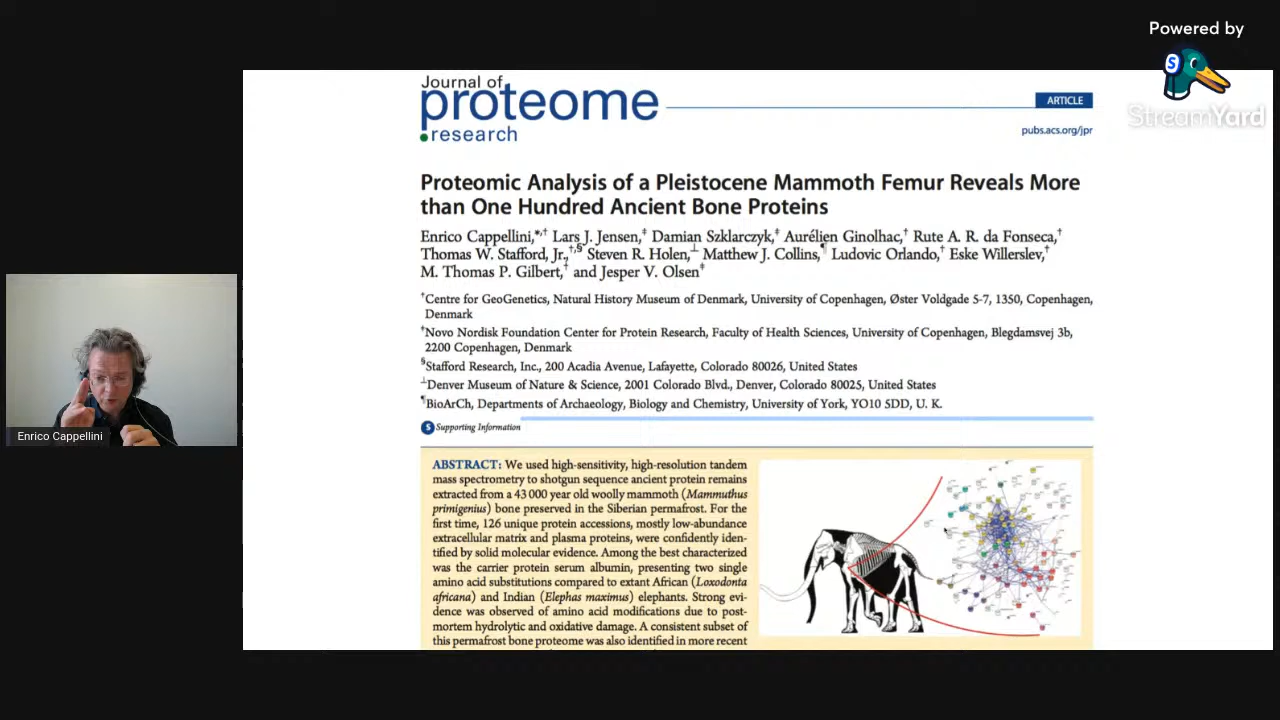 Powered by
S
StreamYard
Journal of
proteome
research
ARTICLE
pubs.acs.org/jpr
Proteomic Analysis of a Pleistocene Mammoth Femur Reveals More
than One Hundred Ancient Bone Proteins
Enrico Cappellini,*,† Lars J. Jensen,‡ Damian Szklarczyk,‡ Aurélien Ginolhac,† Rute A. R. da Fonseca,†
Thomas W. Stafford, Jr.,†,§ Steven R. Holen,⊥ Matthew J. Collins,¶ Ludovic Orlando,† Eske Willerslev,†
M. Thomas P. Gilbert,† and Jesper V. Olsen‡
†Centre for GeoGenetics, Natural History Museum of Denmark, University of Copenhagen, Øster Voldgade 5-7, 1350, Copenhagen,
Denmark
‡Novo Nordisk Foundation Center for Protein Research, Faculty of Health Sciences, University of Copenhagen, Blegdamsvej 3b,
2200 Copenhagen, Denmark
§Stafford Research, Inc., 200 Acadia Avenue, Lafayette, Colorado 80026, United States
⊥Denver Museum of Nature & Science, 2001 Colorado Blvd., Denver, Colorado 80025, United States
¶BioArCh, Departments of Archaeology, Biology and Chemistry, University of York, YO10 5DD, U. K.
S Supporting Information
ABSTRACT: We used high-sensitivity, high-resolution tandem
mass spectrometry to shotgun sequence ancient protein remains
extracted from a 43 000 year old woolly mammoth (Mammuthus
primigenius) bone preserved in the Siberian permafrost. For the
first time, 126 unique protein accessions, mostly low-abundance
extracellular matrix and plasma proteins, were confidently iden-
tified by solid molecular evidence. Among the best characterized
was the carrier protein serum albumin, presenting two single
amino acid substitutions compared to extant African (Loxodonta
africana) and Indian (Elephas maximus) elephants. Strong evi-
dence was observed of amino acid modifications due to post-
mortem hydrolytic and oxidative damage. A consistent subset of
this permafrost bone proteome was also identified in more recent
Enrico Cappellini